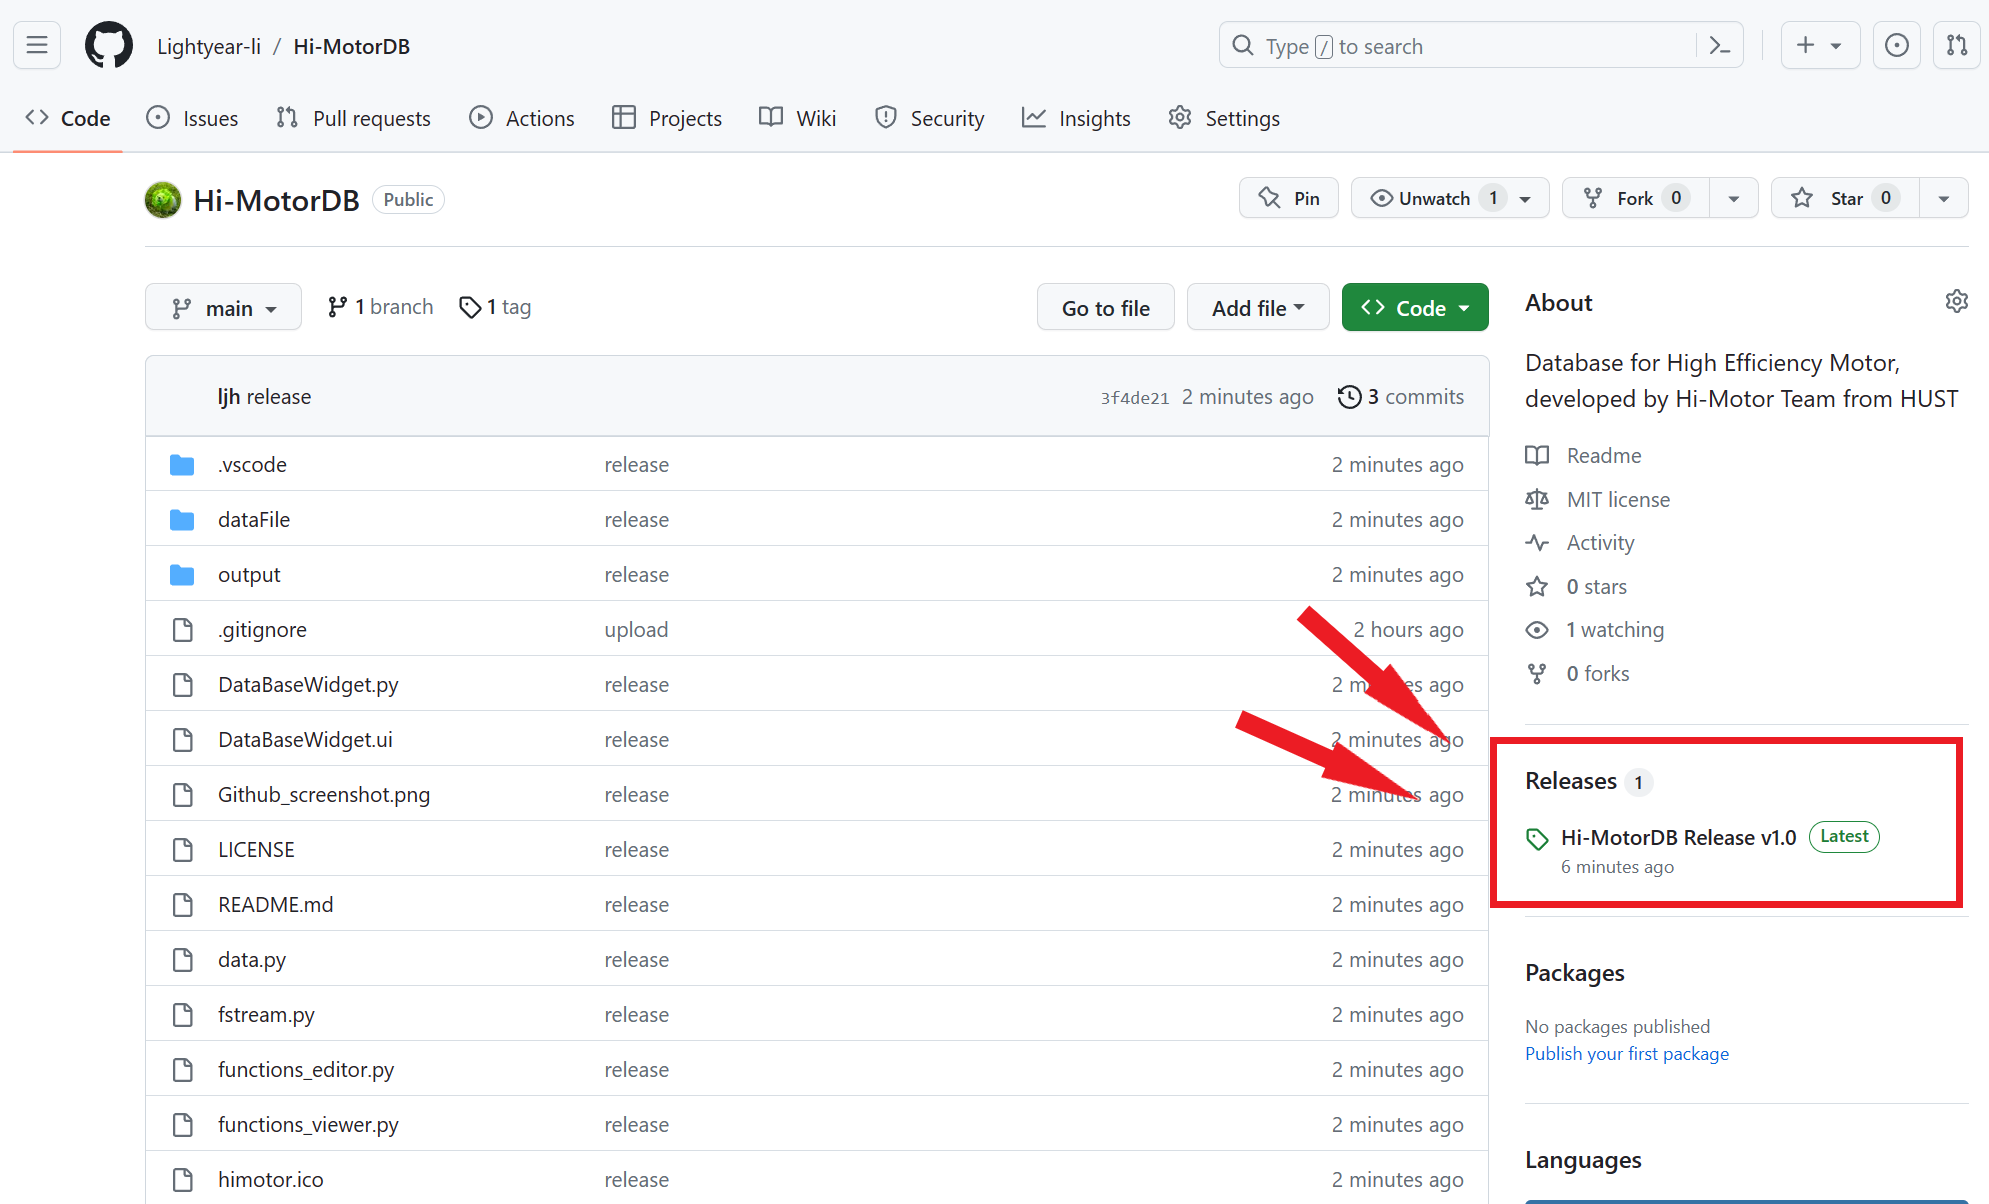 Lightyear-li / Hi-MotorDB
Type / to search
Code Issues Pull requests Actions Projects Wiki Security Insights Settings
Hi-MotorDB Public
Pin Unwatch 1 Fork 0 Star 0
main 1 branch 1 tag Go to file Add file Code
ljh release 3f4de21 2 minutes ago 3 commits
.vscode release 2 minutes ago
dataFile release 2 minutes ago
output release 2 minutes ago
.gitignore upload 2 hours ago
DataBaseWidget.py release 2 ago
DataBaseWidget.ui release 2 minutes ago
Github_screenshot.png release 2 minutes ago
LICENSE release 2 minutes ago
README.md release 2 minutes ago
data.py release 2 minutes ago
fstream.py release 2 minutes ago
functions_editor.py release 2 minutes ago
functions_viewer.py release 2 minutes ago
himotor.ico release 2 minutes ago
About
Database for High Efficiency Motor,
developed by Hi-Motor Team from HUST
Readme
MIT license
Activity
0 stars
1 watching
0 forks
Releases 1
Hi-MotorDB Release v1.0 Latest
6 minutes ago
Packages
No packages published
Publish your first package
Languages